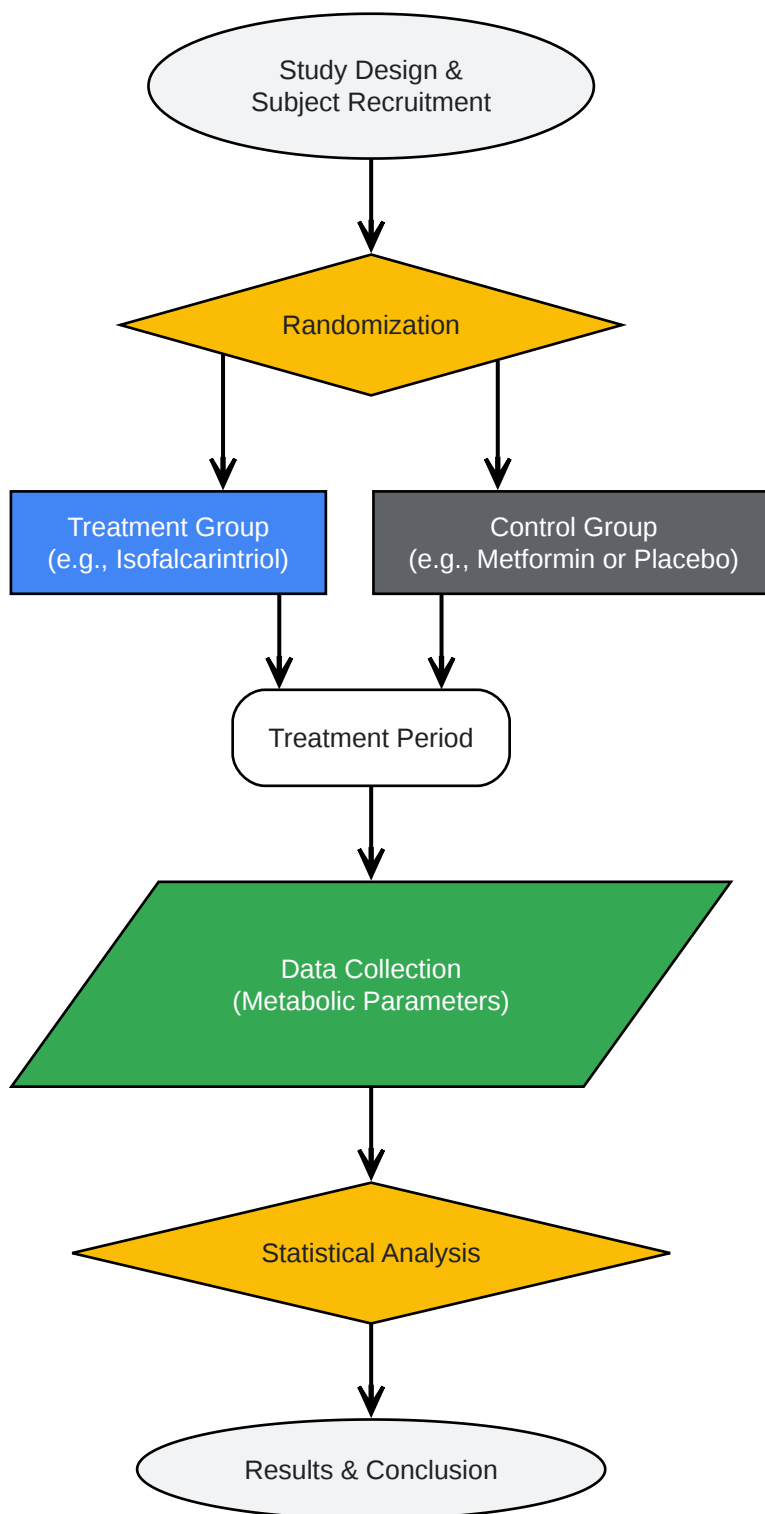 Study Design &
Subject Recruitment
Randomization
Treatment Group
(e.g., Isofalcarintriol)
Control Group
(e.g., Metformin or Placebo)
Treatment Period
Data Collection
(Metabolic Parameters)
Statistical Analysis
Results & Conclusion